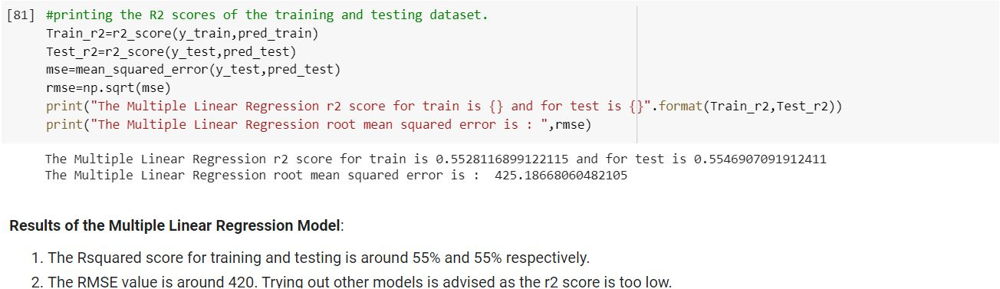 [81] #printing the R2 scores of the training and testing dataset.
Train_r2=r2_score(y_train,pred_train)
Test_r2=r2_score(y_test,pred_test)
mse=mean_squared_error(y_test,pred_test)
rmse=np.sqrt(mse)
print("The Multiple Linear Regression r2 score for train is {} and for test is {}".format(Train_r2,Test_r2))
print("The Multiple Linear Regression root mean squared error is : ",rmse)
The Multiple Linear Regression r2 score for train is 0.5528116899122115 and for test is 0.5546907091912411
The Multiple Linear Regression root mean squared error is :  425.18668060482105
Results of the Multiple Linear Regression Model:
1. The Rsquared score for training and testing is around 55% and 55% respectively.
2. The RMSE value is around 420. Trying out other models is advised as the r2 score is too low.